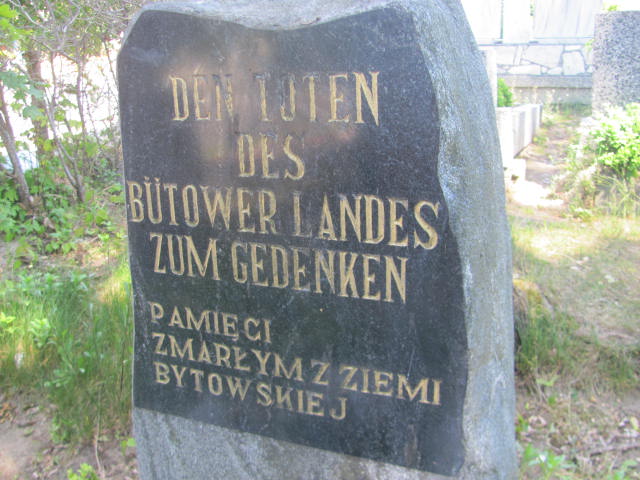 DEN TOTEN
DES
BÜTOWER LANDES
ZUM GEDENKEN
PAMIĘCI
ZMARŁYM Z ZIEMI
BYTOWSKIEJ